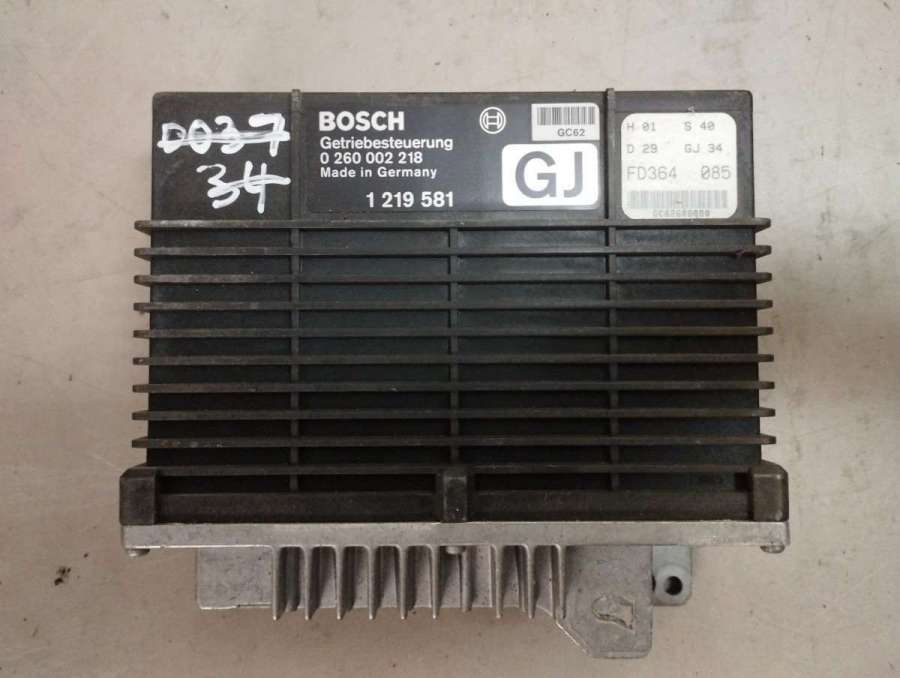 D037
34
BOSCH
Getriebesteuerung
0 260 002 218
Made in Germany
1 219 581
GC62
GJ
H 01 S 40
D 29 GJ 34
FD364 085